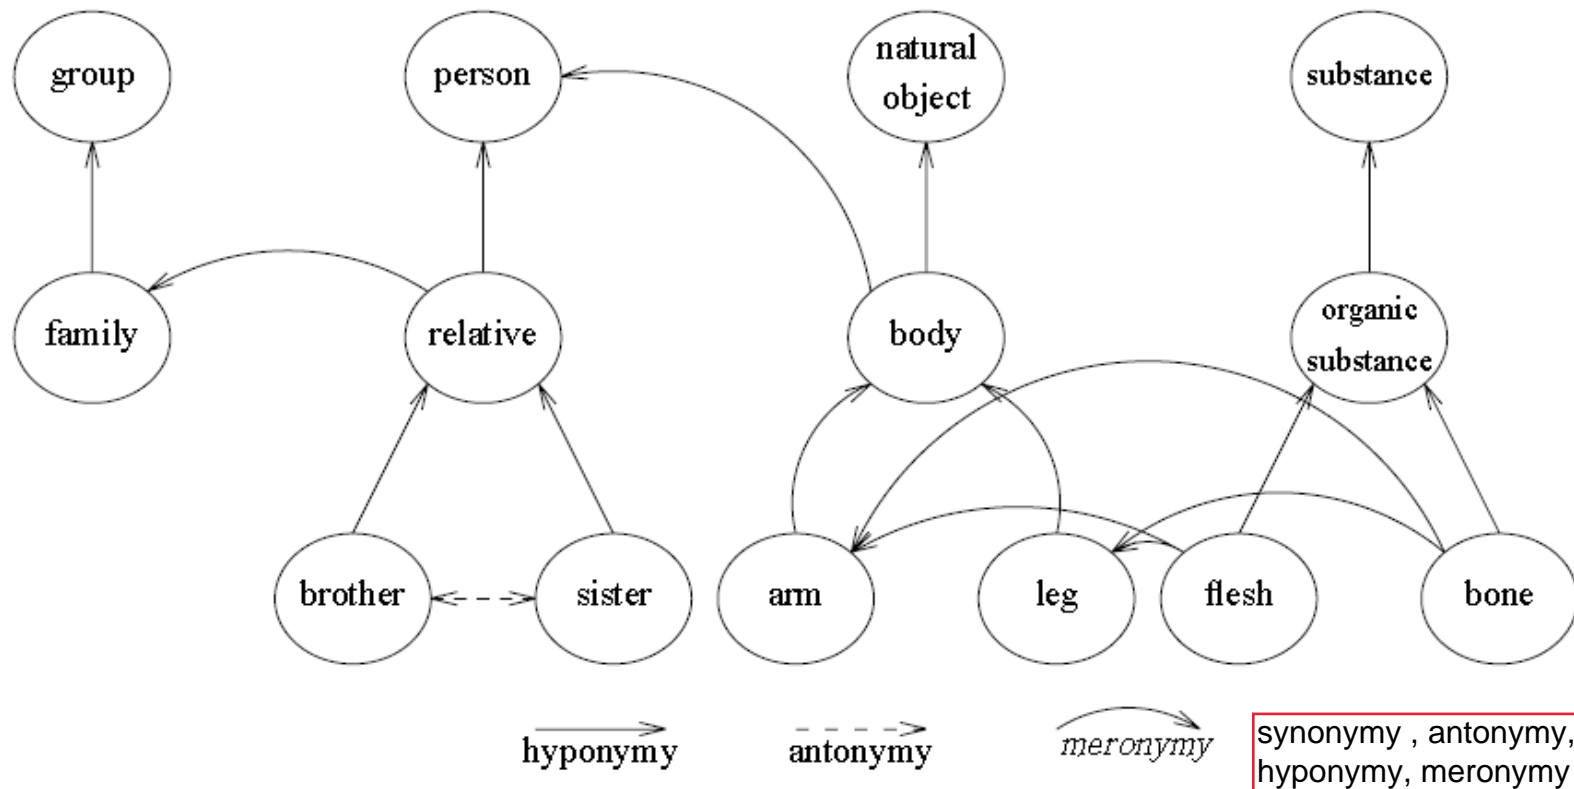 group
person
natural
object
substance
family
relative
body
organic
substance
brother
sister
arm
leg
flesh
bone
hyponymy
antonymy
meronymy
synonymy , antonymy,
hyponymy, meronymy